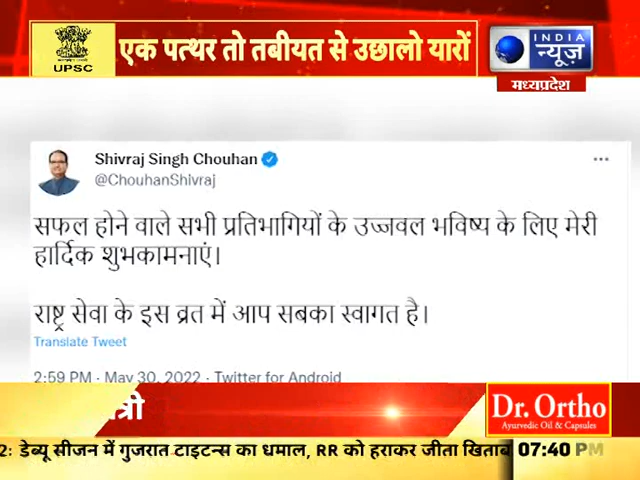 UPSC
एक पत्थर तो तबीयत से उछालो यारों
INDIA
न्यूज़
मध्यप्रदेश
Shivraj Singh Chouhan
@ChouhanShivraj
सफल होने वाले सभी प्रतिभागियों के उज्जवल भविष्य के लिए मेरी
हार्दिक शुभकामनाएं।
राष्ट्र सेवा के इस व्रत में आप सबका स्वागत है।
Translate Tweet
2:59 PM · May 30, 2022 · Twitter for Android
त्री
Dr. Ortho
Ayurvedic Oil & Capsules
2: डेब्यू सीजन में गुजरात टाइटन्स का धमाल, RR को हराकर जीता खिताब 07:40 PM